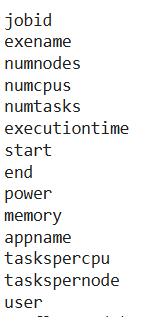 jobid
exename
numnodes
numcpus
numtasks
executiontime
start
end
power
memory
appname
taskspercpu
taskspernode
user